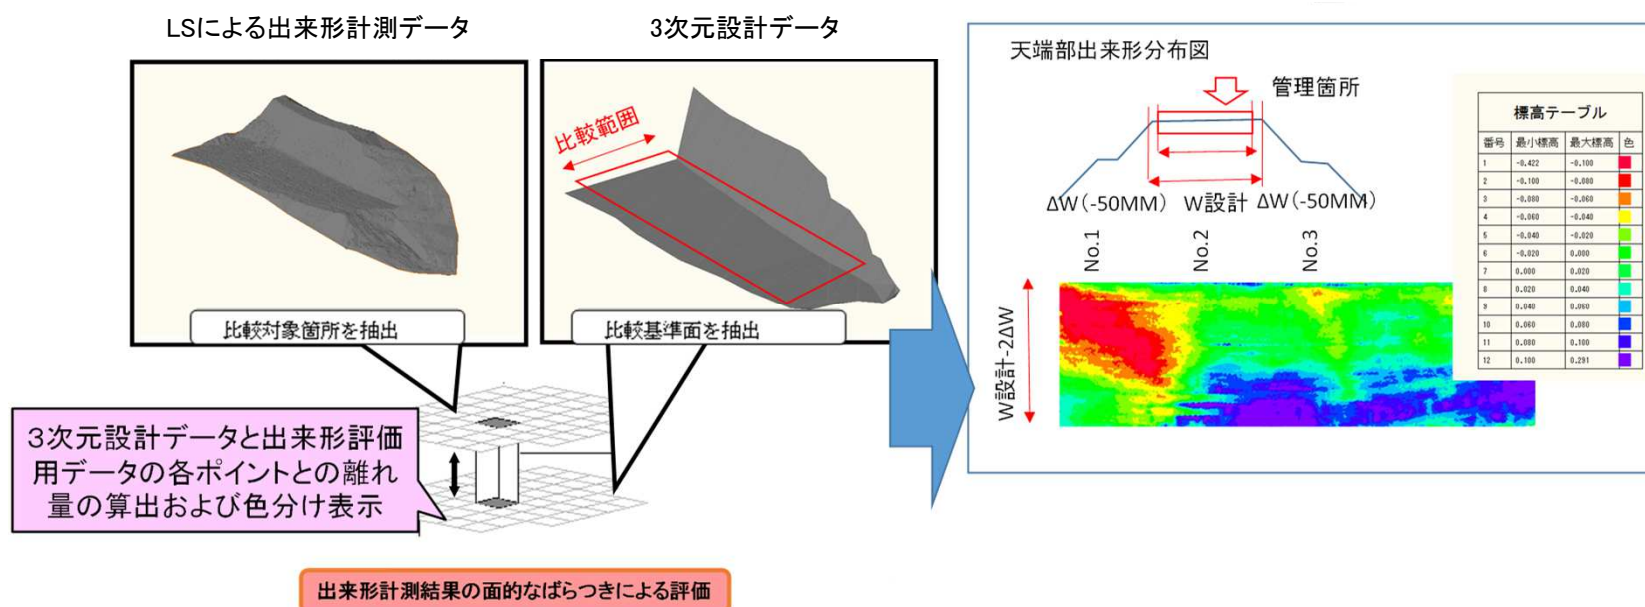 LSによる出来形計測データ
3次元設計データ
比較範囲
比較対象箇所を抽出
比較基準面を抽出
3次元設計データと出来形評価
用データの各ポイントとの離れ
量の算出および色分け表示
出来形計測結果の面的なばらつきによる評価
天端部出来形分布図
管理箇所
ΔW(-50MM) W設計 ΔW(-50MM)
No.1
No.2
No.3
W設計-2ΔW
標高テーブル
番号 最小標高 最大標高 色
1 -0.422 -0.100
2 -0.100 -0.080
3 -0.080 -0.060
4 -0.060 -0.040
5 -0.040 -0.020
6 -0.020 0.000
7 0.000 0.020
8 0.020 0.040
9 0.040 0.060
10 0.060 0.080
11 0.080 0.100
12 0.100 0.291